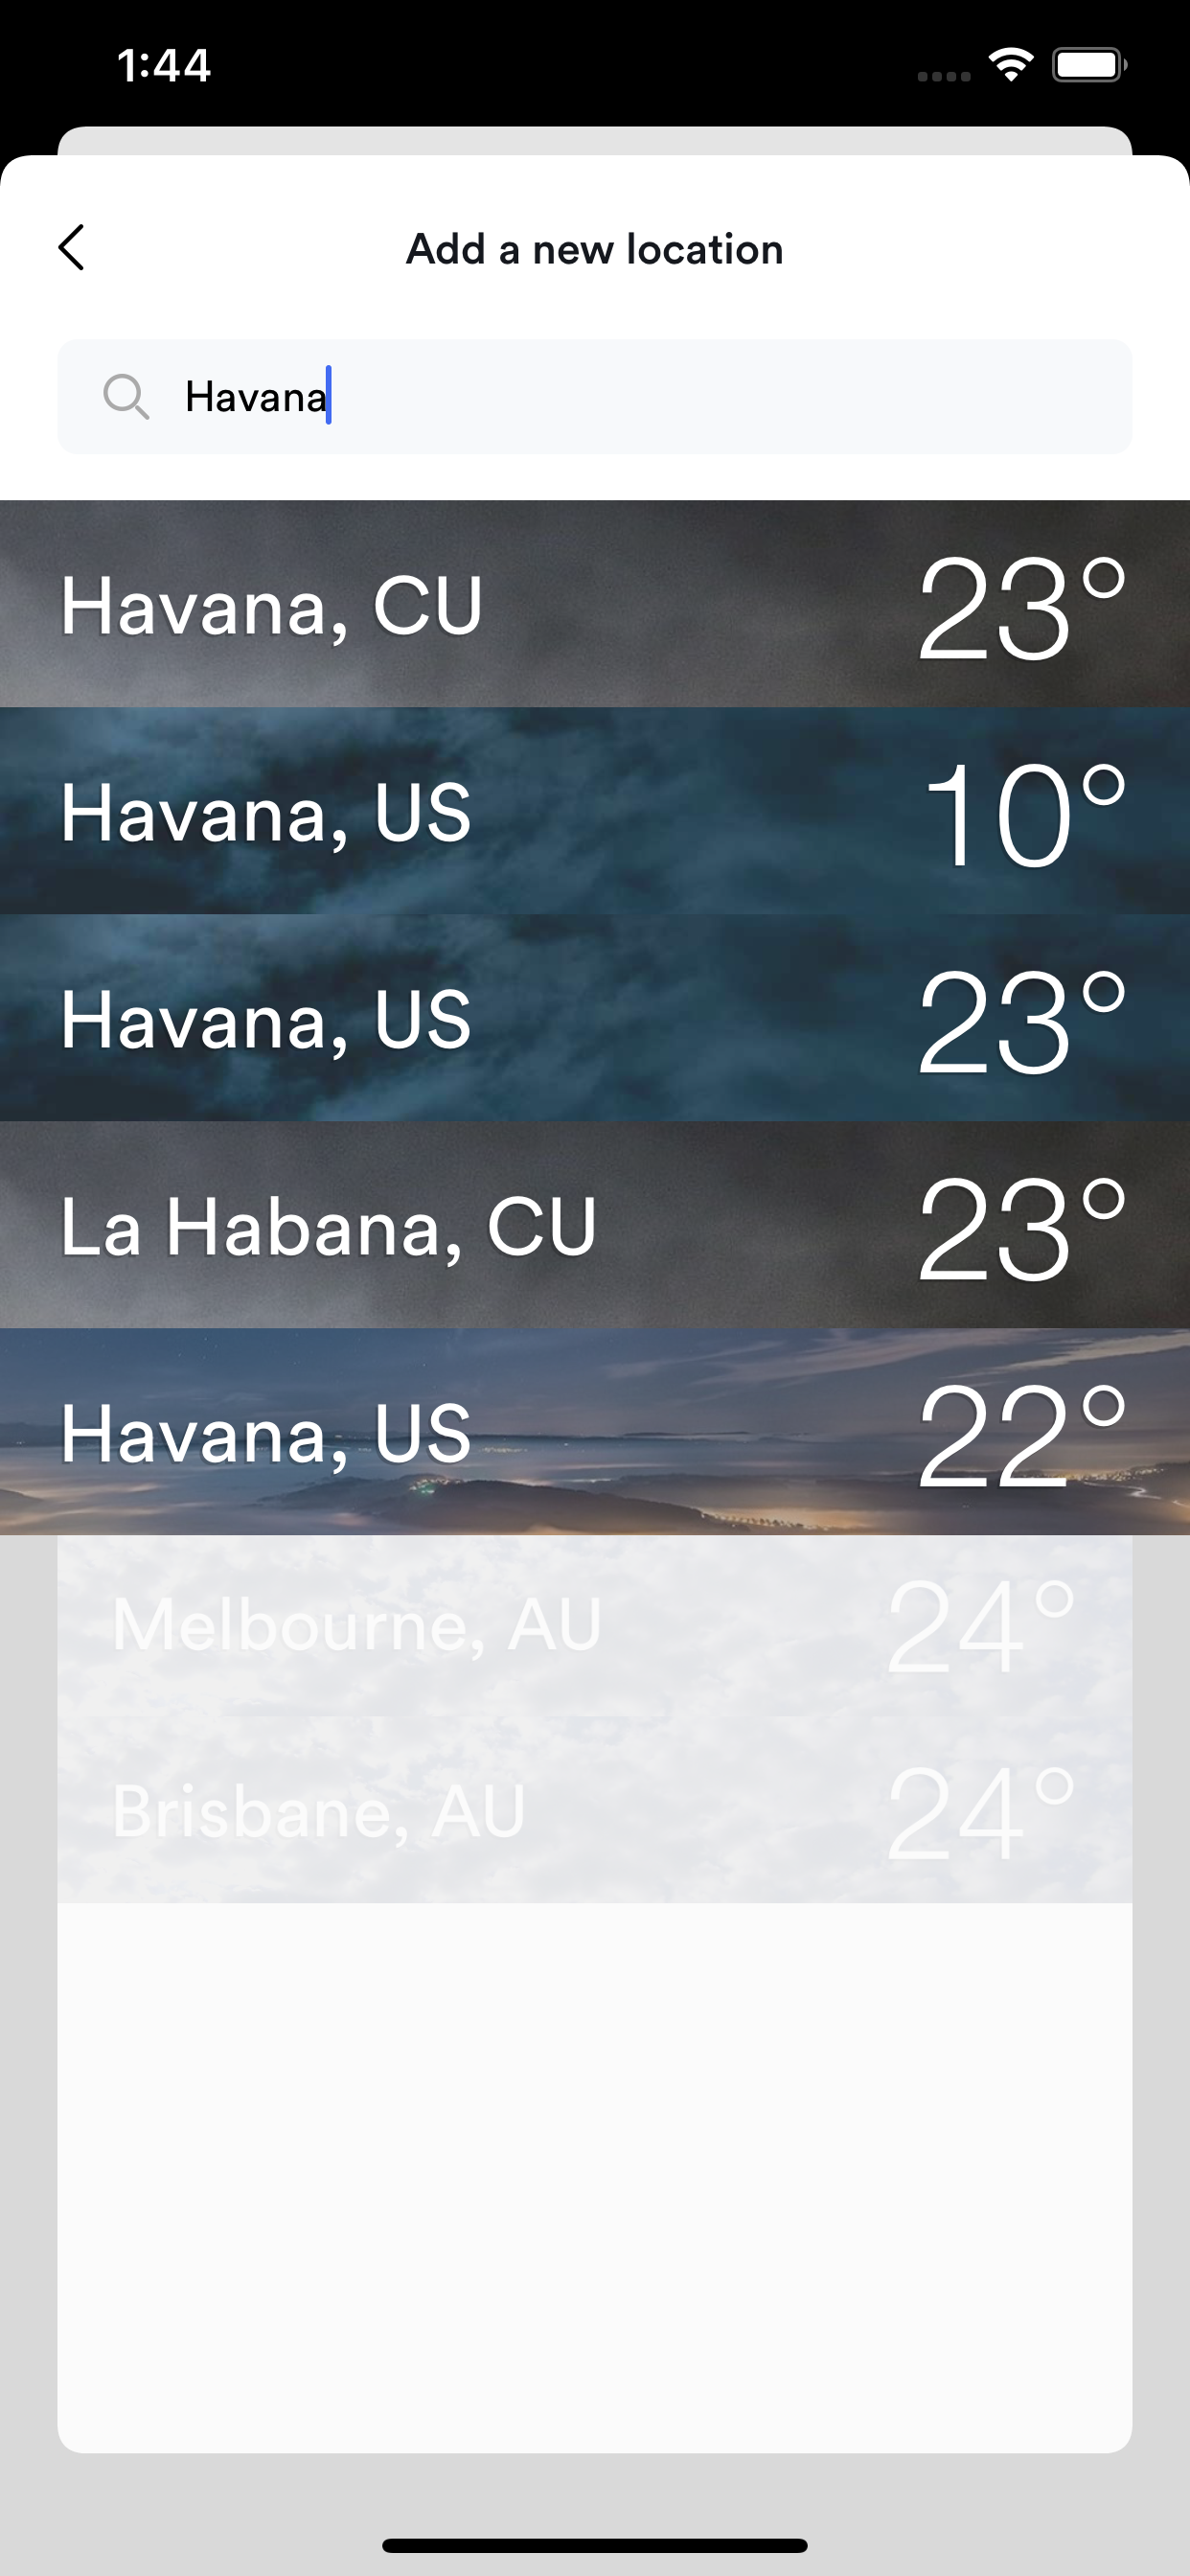 1:44
Add a new location
Havana
Havana, CU 23°
Havana, US 10°
Havana, US 23°
La Habana, CU 23°
Havana, US 22°
Melbourne, AU 24°
Brisbane, AU 24°